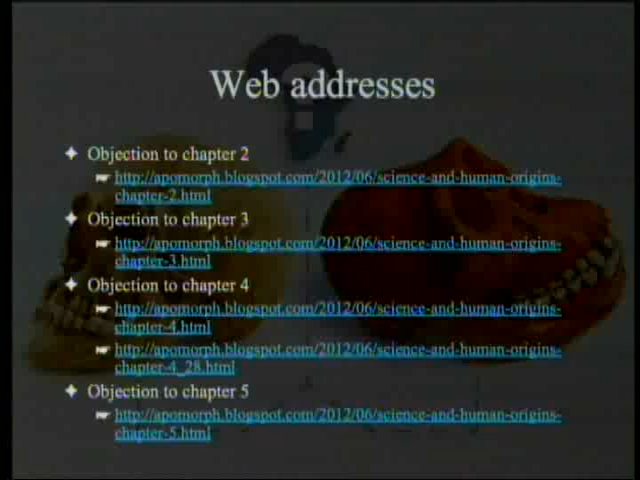 Web addresses
Objection to chapter 2
http://apomorph.blogspot.com/2012/06/science-and-human-origins-
chapter-2.html
Objection to chapter 3
http://apomorph.blogspot.com/2012/06/science-and-human-origins-
chapter-3.html
Objection to chapter 4
http://apomorph.blogspot.com/2012/06/science-and-human-origins-
chapter-4.html
http://apomorph.blogspot.com/2012/06/science-and-human-origins-
chapter-4_28.html
Objection to chapter 5
http://apomorph.blogspot.com/2012/06/science-and-human-origins-
chapter-5.html